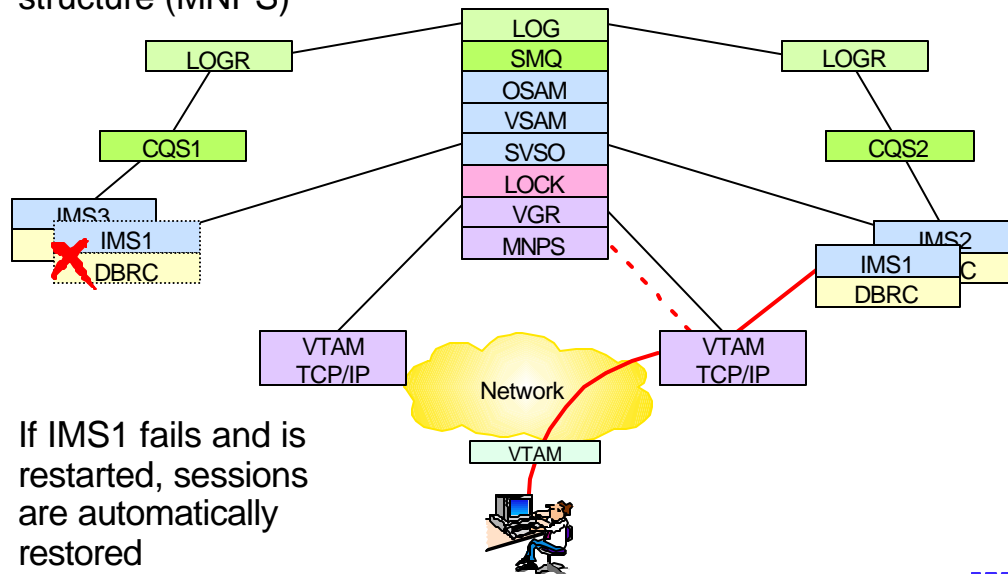 structure (MNPS)
LOG
SMQ
OSAM
VSAM
SVSO
LOCK
VGR
MNPS
LOGR
LOGR
CQS1
CQS2
IMS3
IMS1
DBRC
IMS2
C
IMS1
DBRC
VTAM
TCP/IP
VTAM
TCP/IP
Network
VTAM
If IMS1 fails and is
restarted, sessions
are automatically
restored